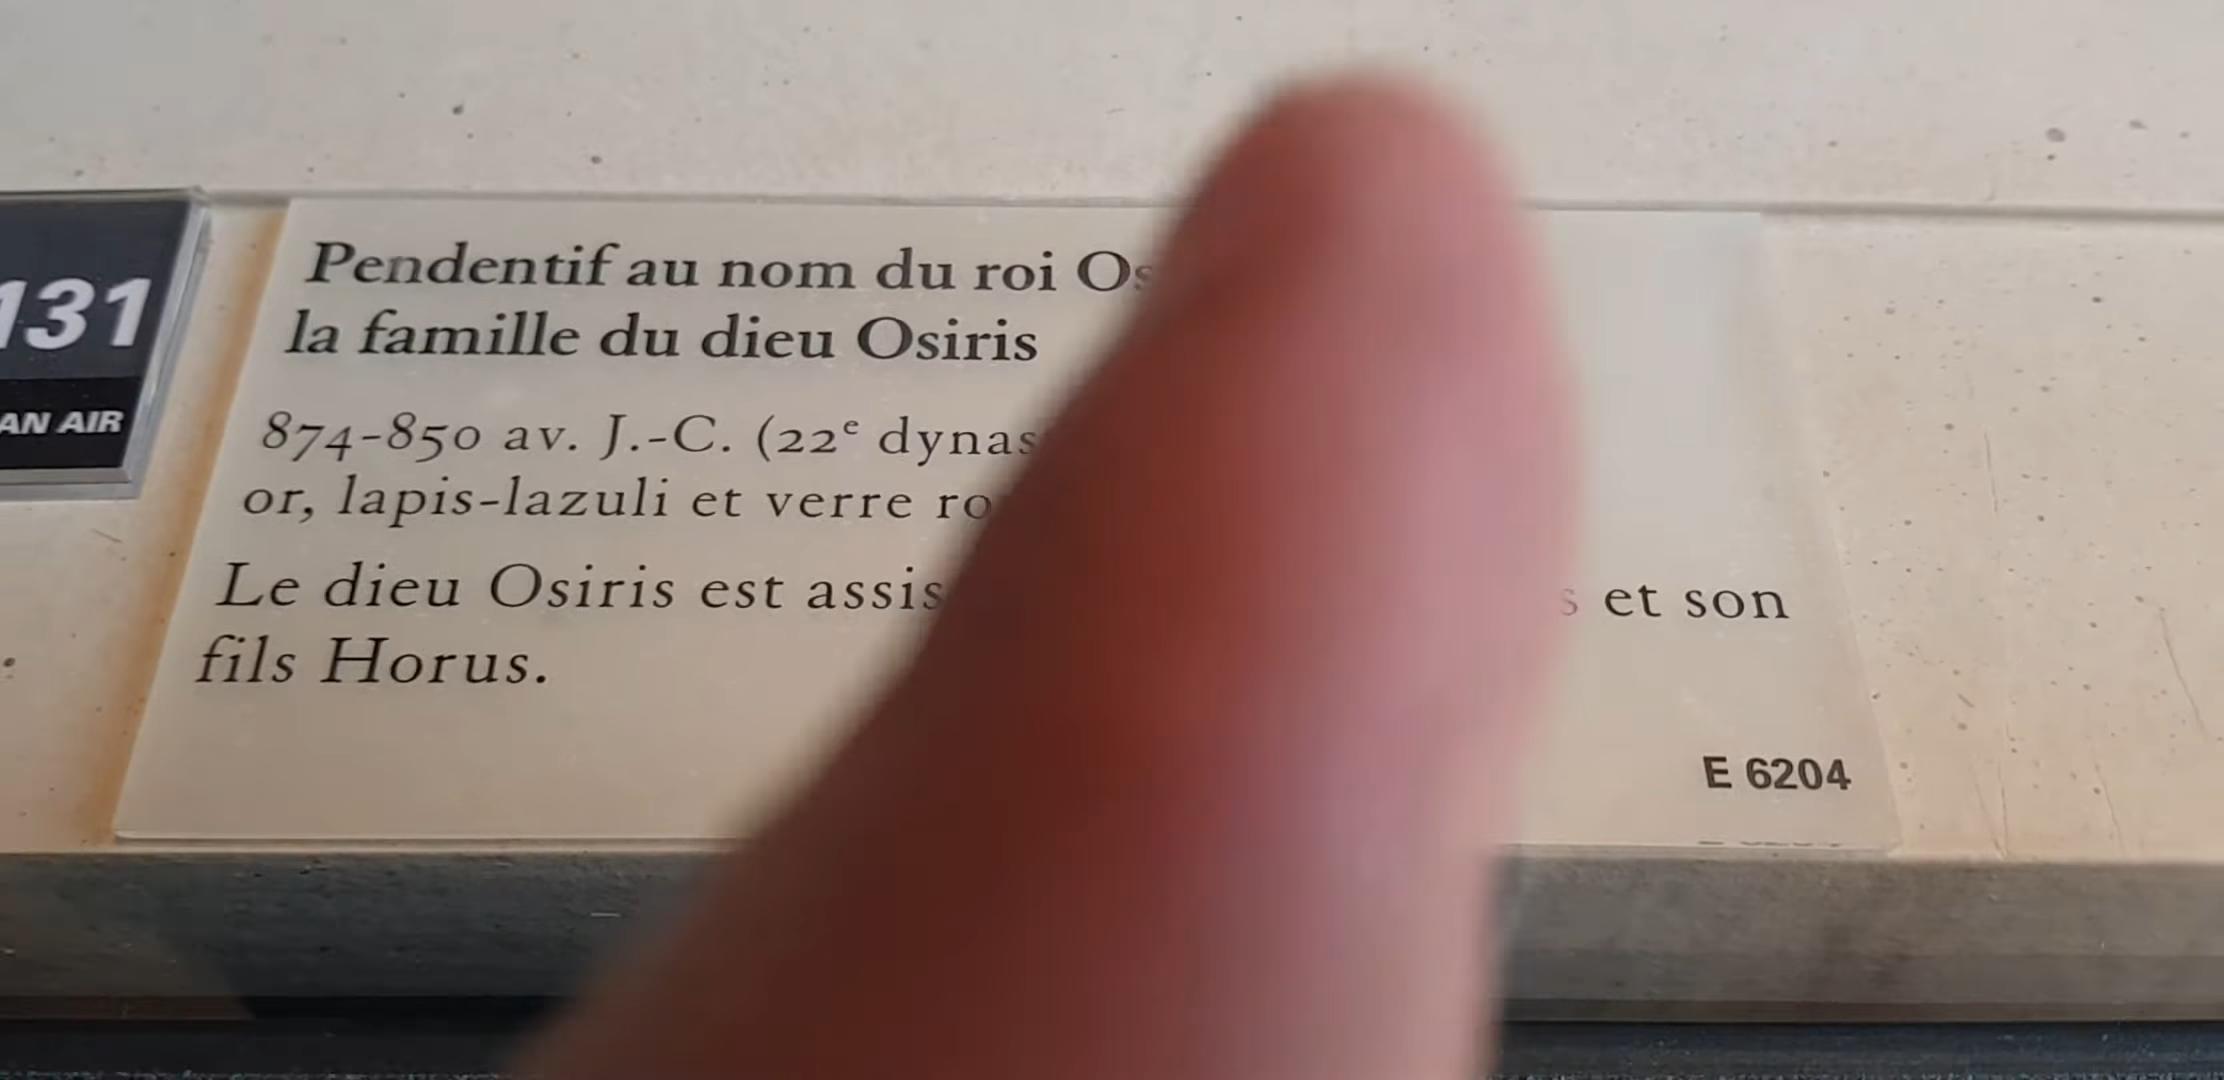 131
AN AIR
Pendentif au nom du roi
la famille du dieu Osiris
874-850 av. J.-C. (22e
or, lapis-lazuli et verre
Le dieu Osiris est assis et son
fils Horus.
E 6204